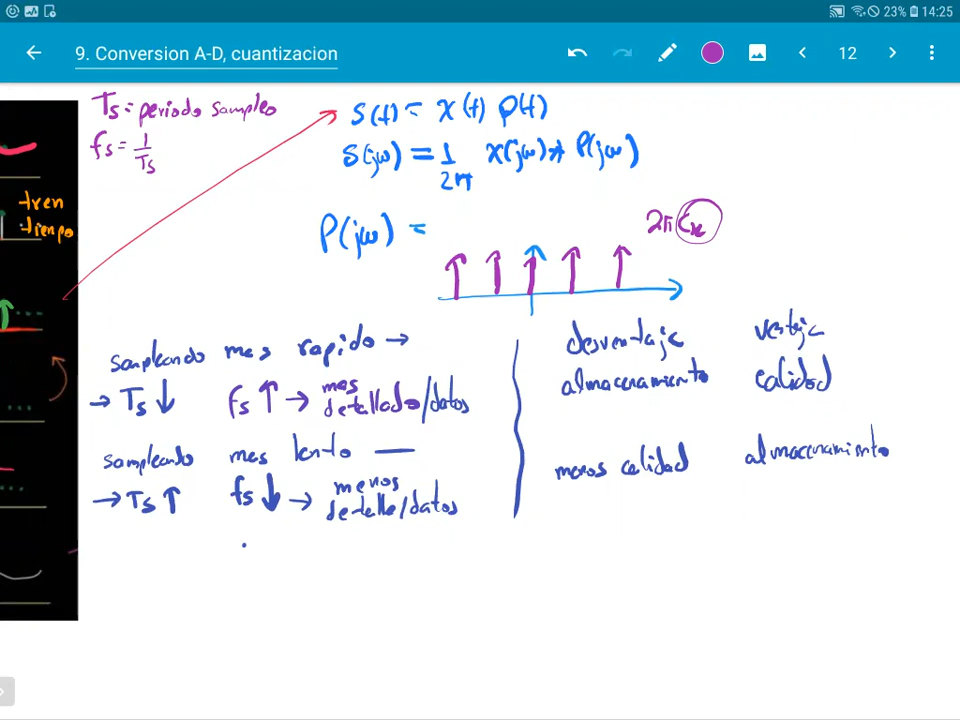 23% 14:25
9. Conversion A-D, cuantizacion
12
Ts = periodo sampleo
fs = 1/Ts
tren
tiempo
s(t) = x(t) p(t)
S(jω) = 1/2π X(jω) * P(jω)
P(jω) =
2π Ck
sampleando mas rapido →
→ Ts ↓ fs ↑ → mas detallado/datos
sampleando mas lento —
→ Ts ↑ fs ↓ → menos detalle/datos
desventaja ventaja
almacenamiento calidad
menos calidad almacenamiento